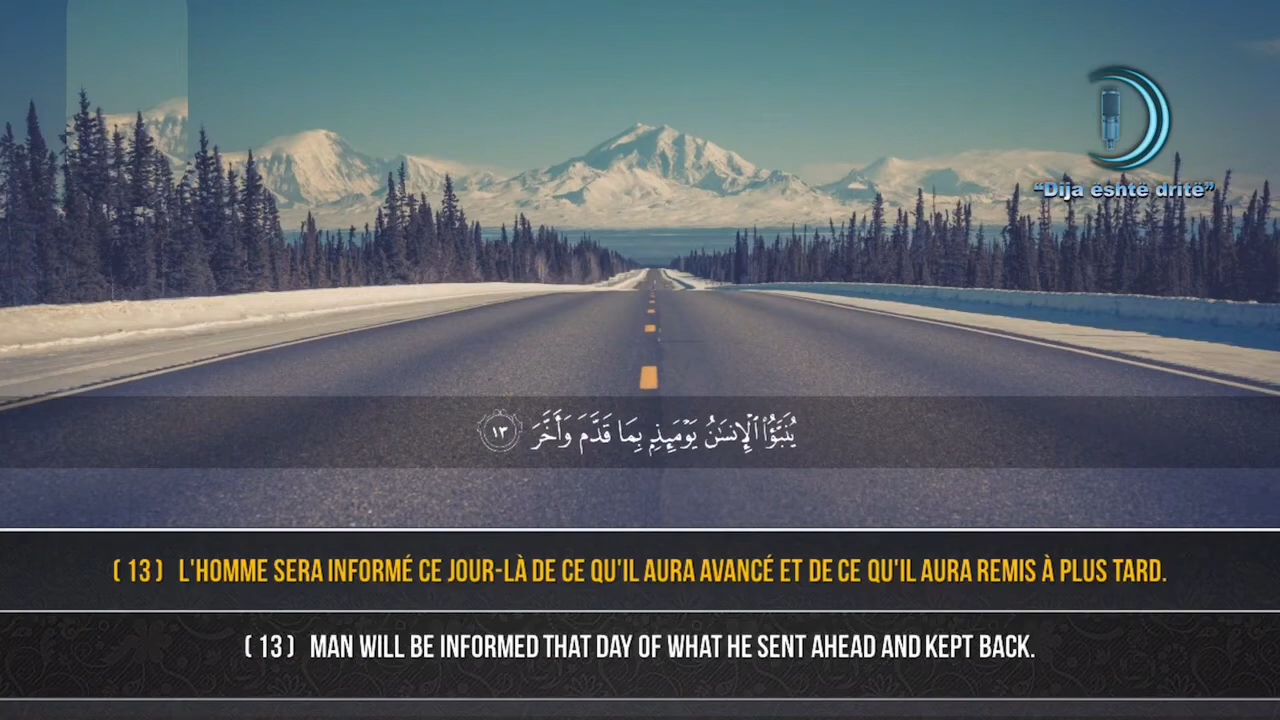 “Dija është dritë”
يُنَبَّؤُا۟ ٱلْإِنسَـٰنُ يَوْمَئِذٍۭ بِمَا قَدَّمَ وَأَخَّرَ ١٣
( 13 ) L'HOMME SERA INFORMÉ CE JOUR-LÀ DE CE QU'IL AURA AVANCÉ ET DE CE QU'IL AURA REMIS À PLUS TARD.
( 13 ) MAN WILL BE INFORMED THAT DAY OF WHAT HE SENT AHEAD AND KEPT BACK.